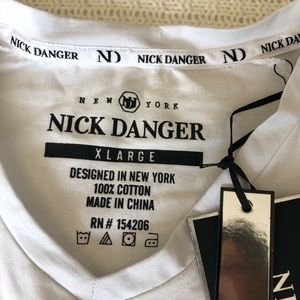 NICK DANGER ND NICK DANGER ND NICK DANGER
NEW YORK
NICK DANGER
XLARGE
DESIGNED IN NEW YORK
100% COTTON
MADE IN CHINA
RN # 154206